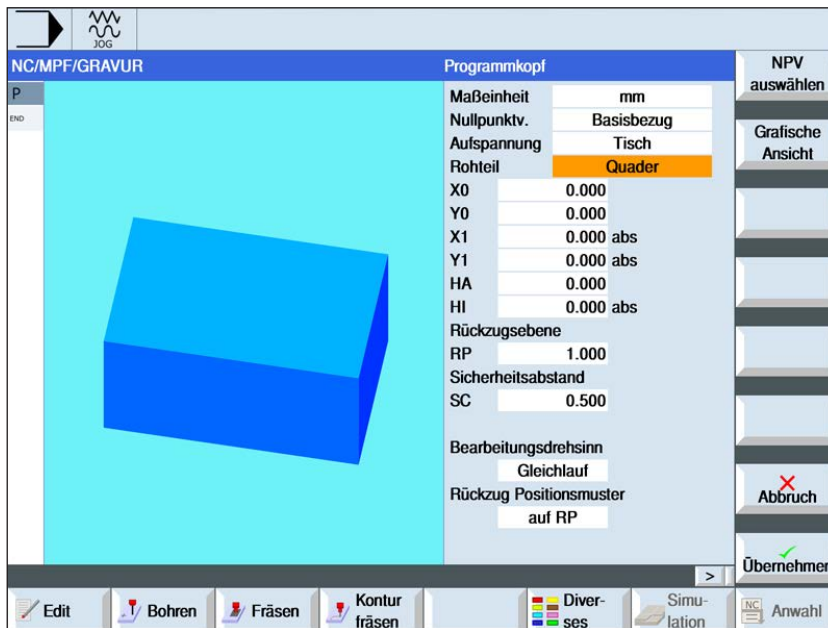 JOG
NC/MPF/GRAVUR
Programmkopf
P
END
Maßeinheit mm
Nullpunktv. Basisbezug
Aufspannung Tisch
Rohteil Quader
X0 0.000
Y0 0.000
X1 0.000 abs
Y1 0.000 abs
HA 0.000
HI 0.000 abs
Rückzugsebene
RP 1.000
Sicherheitsabstand
SC 0.500
Bearbeitungsdrehsinn
Gleichlauf
Rückzug Positionsmuster
auf RP
NPV
auswählen
Grafische
Ansicht
Abbruch
Übernehmen
>
Edit
Bohren
Fräsen
Kontur
fräsen
Diver-
ses
Simu-
lation
NC
Anwahl